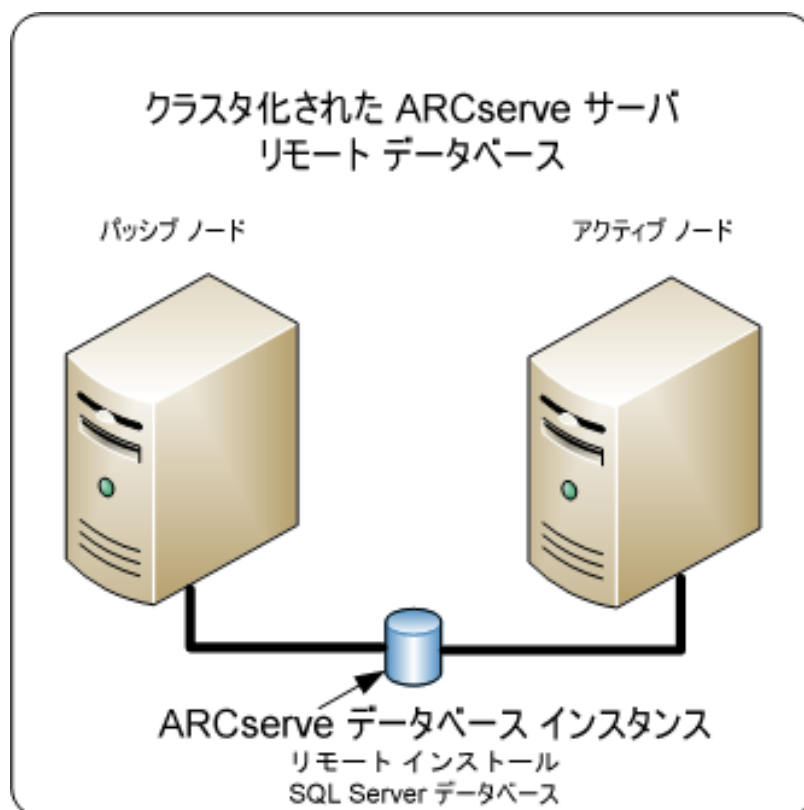 クラスタ化された ARCserve サーバ
リモート データベース
パッシブ ノード
アクティブ ノード
ARCserve データベース インスタンス
リモート インストール
SQL Server データベース